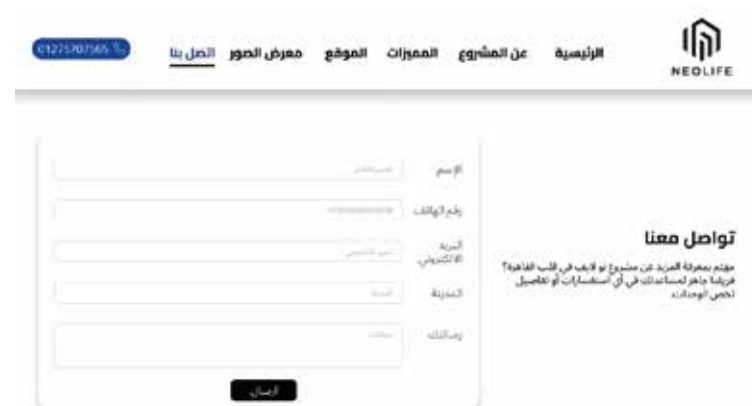 NEOLIFE
الرئيسية
عن المشروع
المميزات
الموقع
معرض الصور
اتصل بنا
01275707565
تواصل معنا
مهتم بمعرفة المزيد عن مشروع نو لايف في قلب القاهرة؟
فريقنا جاهز لمساعدتك في أي استفسارات أو تفاصيل
تخص الوحدات.
الإسم
رقم الهاتف
البريد
الالكتروني
المدينة
رسالتك
ارسال